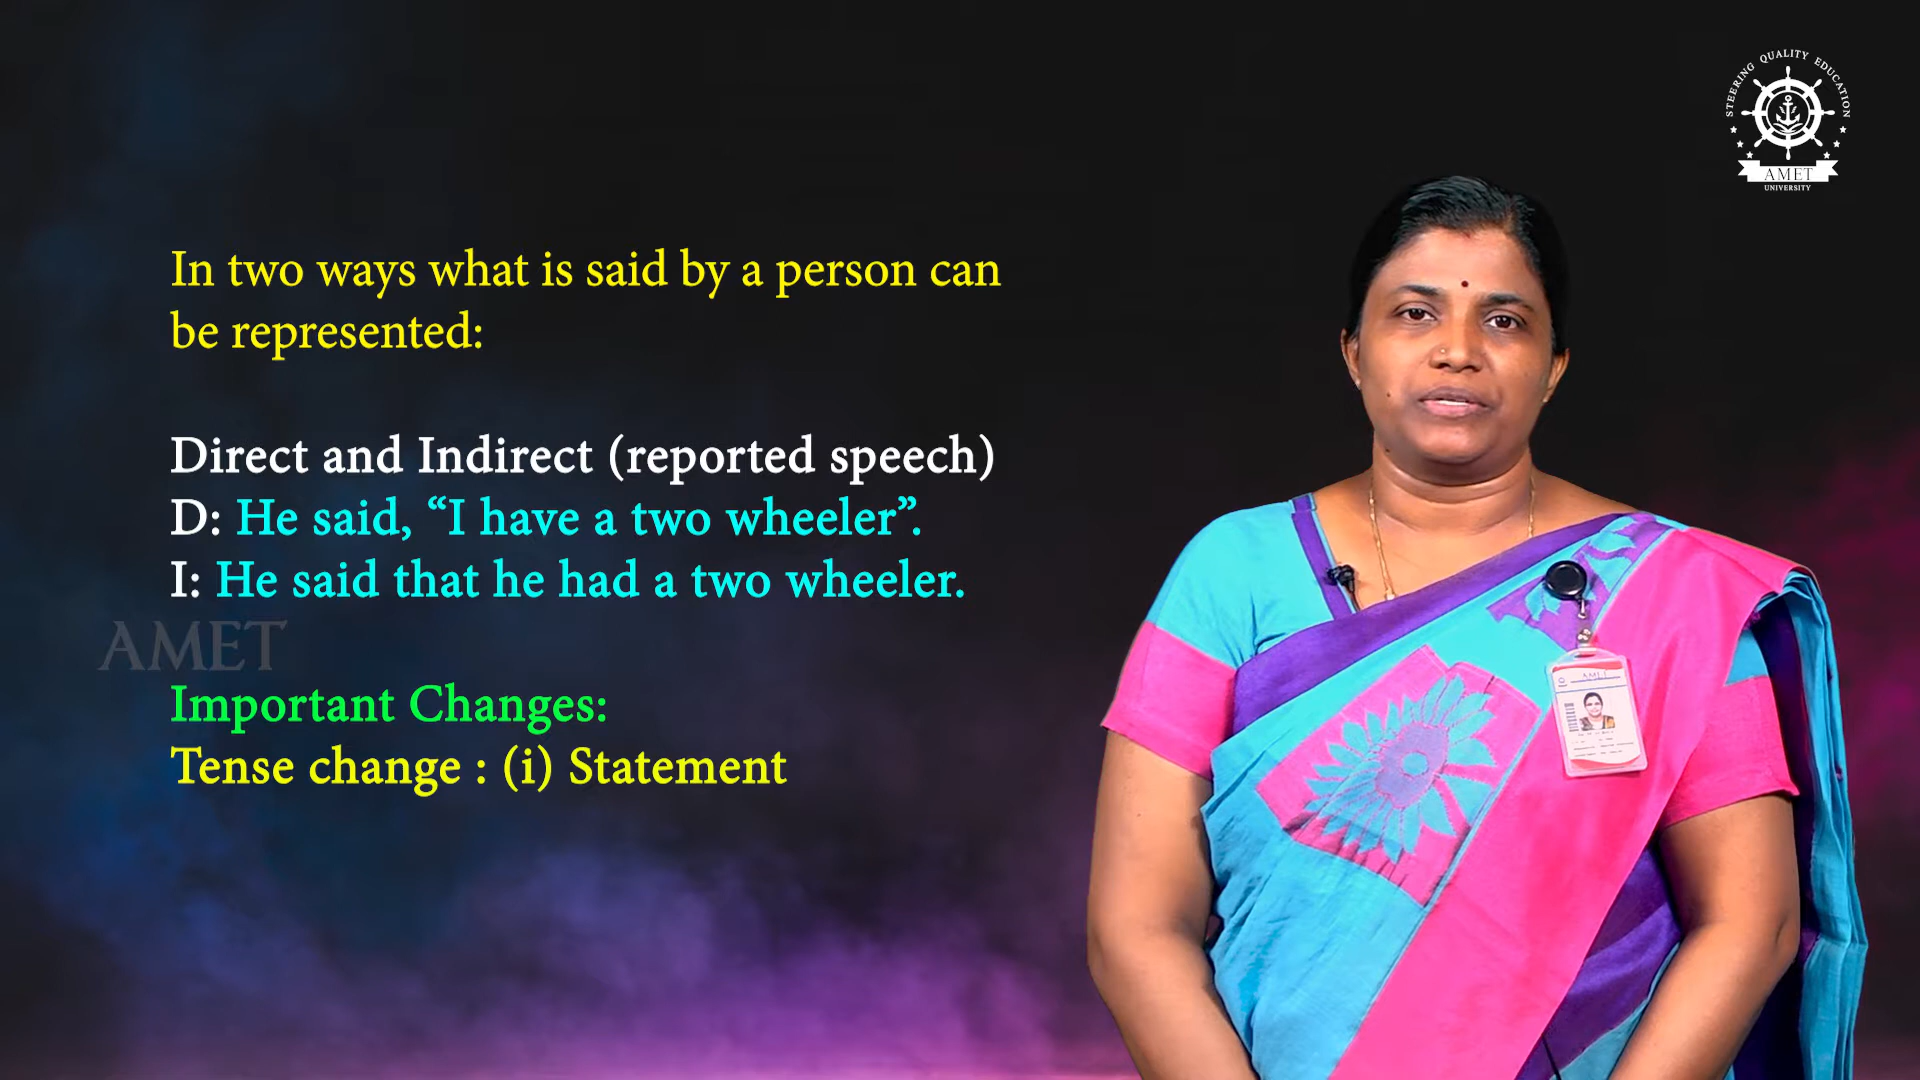 STEERING QUALITY EDUCATION
AMET
UNIVERSITY
In two ways what is said by a person can
be represented:
Direct and Indirect (reported speech)
D: He said, “I have a two wheeler”.
I: He said that he had a two wheeler.
AMET
Important Changes:
Tense change : (i) Statement
AMET